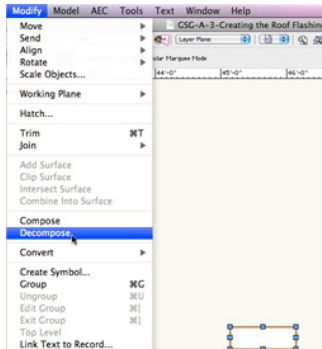 Modify Model AEC Tools Text Window Help
GSG-A-3-Creating the Roof Flashing
Move
Send
Layer Plane
Align
Rotate
ular Marquee Mode
Scale Objects...
44'-0" 45'-0" 46'-0"
Working Plane
Hatch...
Trim ⌘T
Join
Add Surface
Clip Surface
Intersect Surface
Combine Into Surface
Compose
Decompose
Convert
Create Symbol...
Group ⌘G
Ungroup ⌘U
Edit Group ⌘[
Exit Group ⌘]
Top Level
Link Text to Record...